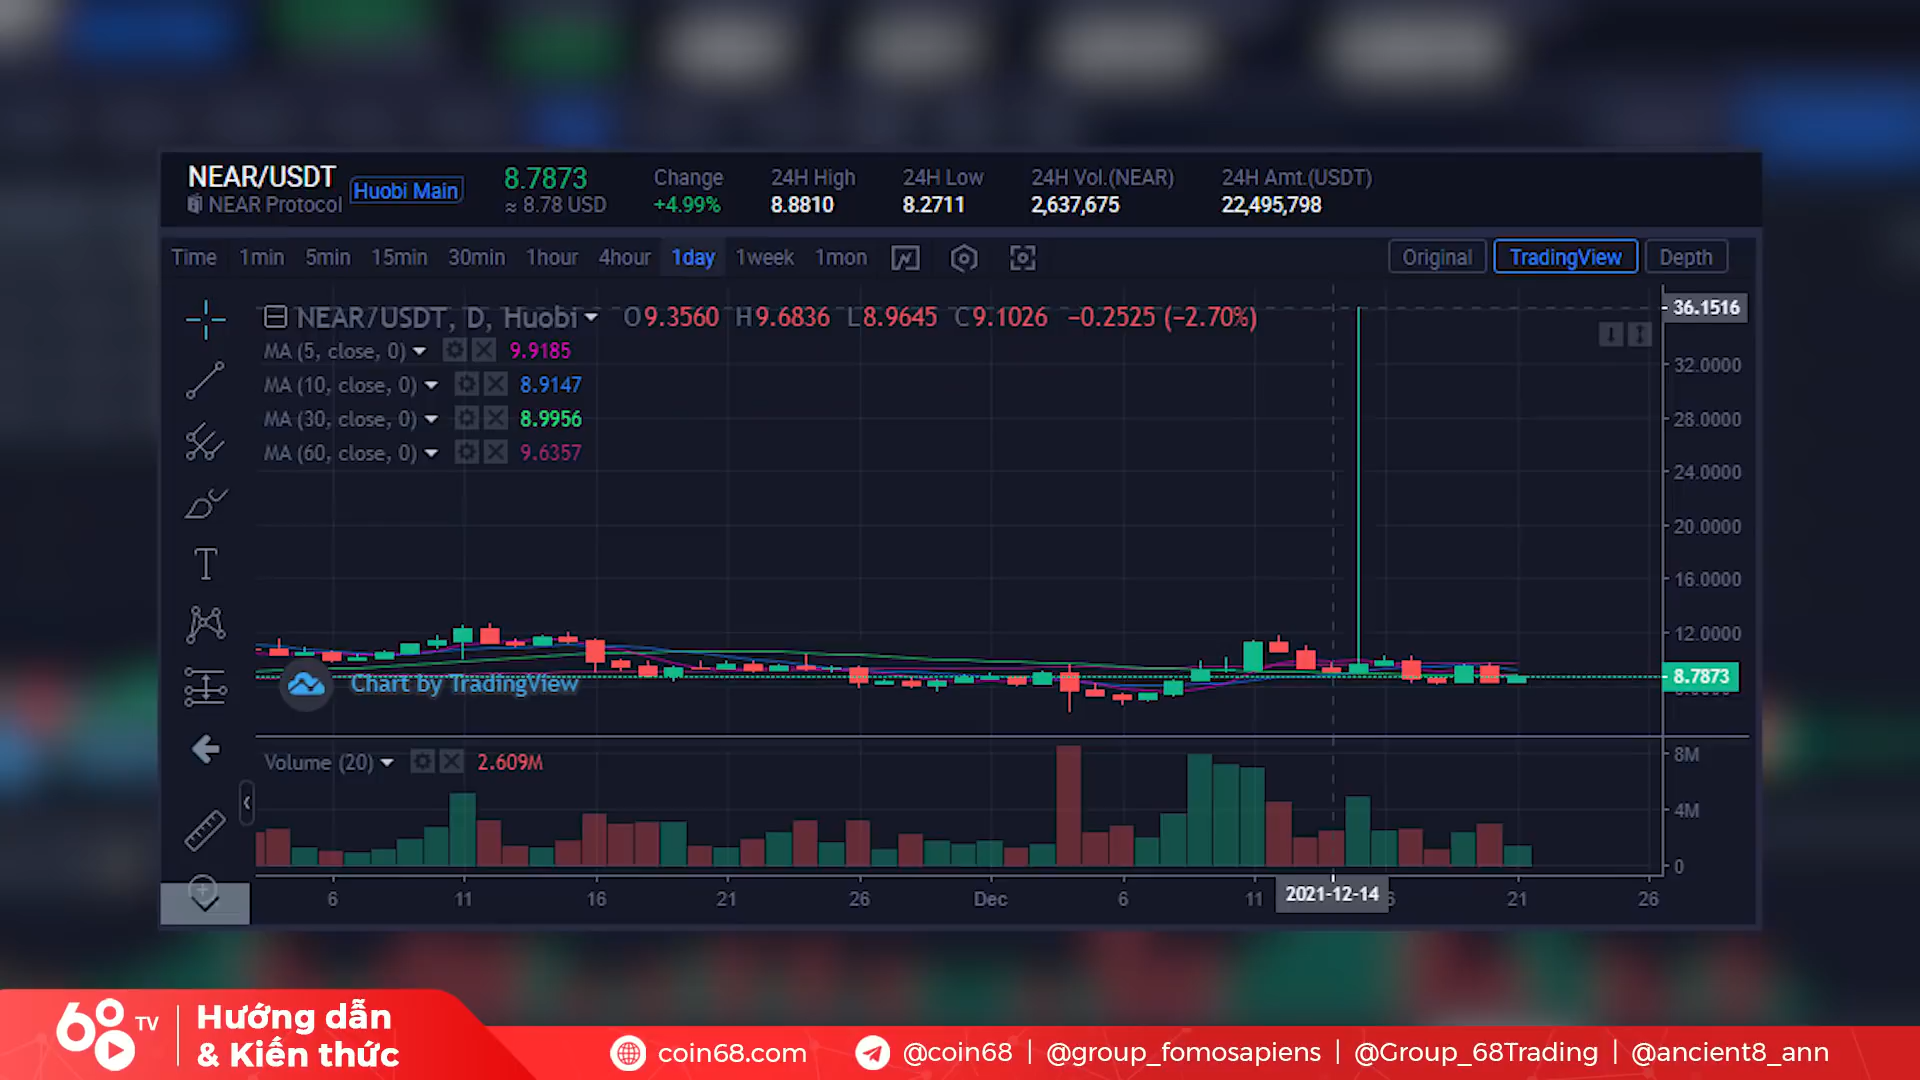 NEAR/USDT Huobi Main 8.7873 Change 24H High 24H Low 24H Vol.(NEAR) 24H Amt.(USDT)
NEAR Protocol ≈ 8.78 USD +4.99% 8.8810 8.2711 2,637,675 22,495,798
Time 1min 5min 15min 30min 1hour 4hour 1day 1week 1mon Original TradingView Depth
NEAR/USDT, D, Huobi O9.3560 H9.6836 L8.9645 C9.1026 −0.2525 (−2.70%)
36.1516
MA (5, close, 0) 9.9185
32.0000
MA (10, close, 0) 8.9147
MA (30, close, 0) 8.9956
28.0000
MA (60, close, 0) 9.6357
24.0000
20.0000
16.0000
12.0000
8.7873
Chart by TradingView
Volume (20) 2.609M
8M
4M
0
6 11 16 21 26 Dec 6 11 2021-12-14 21 26
68 TV
Hướng dẫn
& Kiến thức
coin68.com @coin68 | @group_fomosapiens | @Group_68Trading | @ancient8_ann